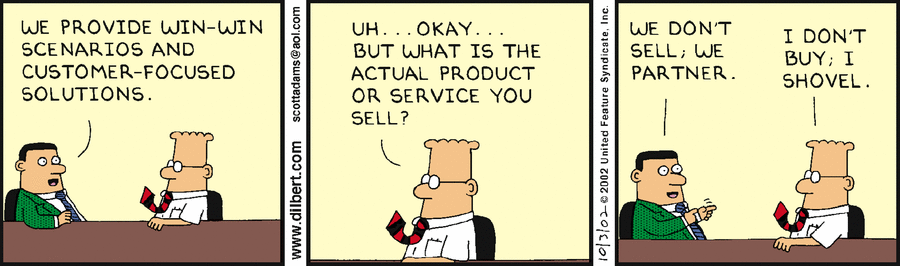 WE PROVIDE WIN-WIN
SCENARIOS AND
CUSTOMER-FOCUSED
SOLUTIONS.
www.dilbert.com
scottadams@aol.com
UH...OKAY...
BUT WHAT IS THE
ACTUAL PRODUCT
OR SERVICE YOU
SELL?
10/3/02 © 2002 United Feature Syndicate, Inc.
WE DON'T
SELL; WE
PARTNER.
I DON'T
BUY; I
SHOVEL.